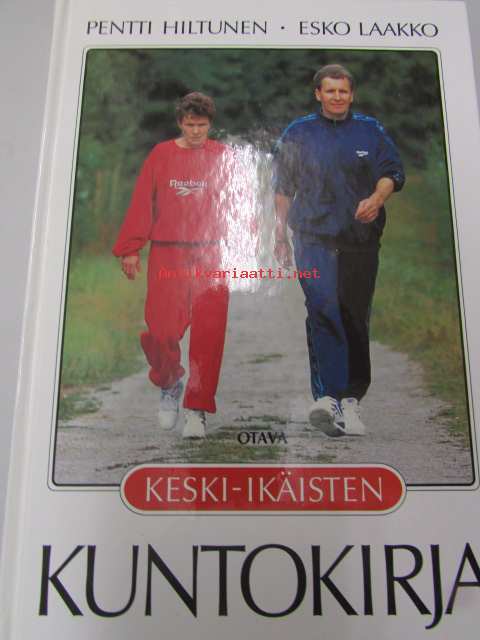 PENTTI HILTUNEN · ESKO LAAKKO
Reebok
Antikvariaatti.net
OTAVA
KESKI-IKÄISTEN
KUNTOKIRJA